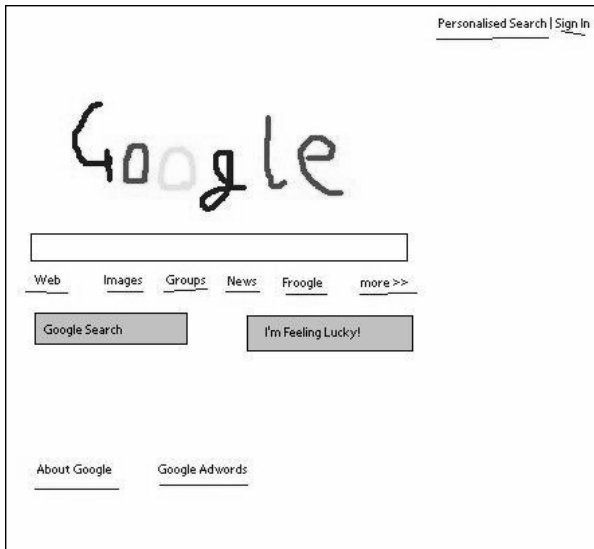 Personalised Search | Sign In
Google
Web Images Groups News Froogle more >>
Google Search I'm Feeling Lucky!
About Google Google Adwords